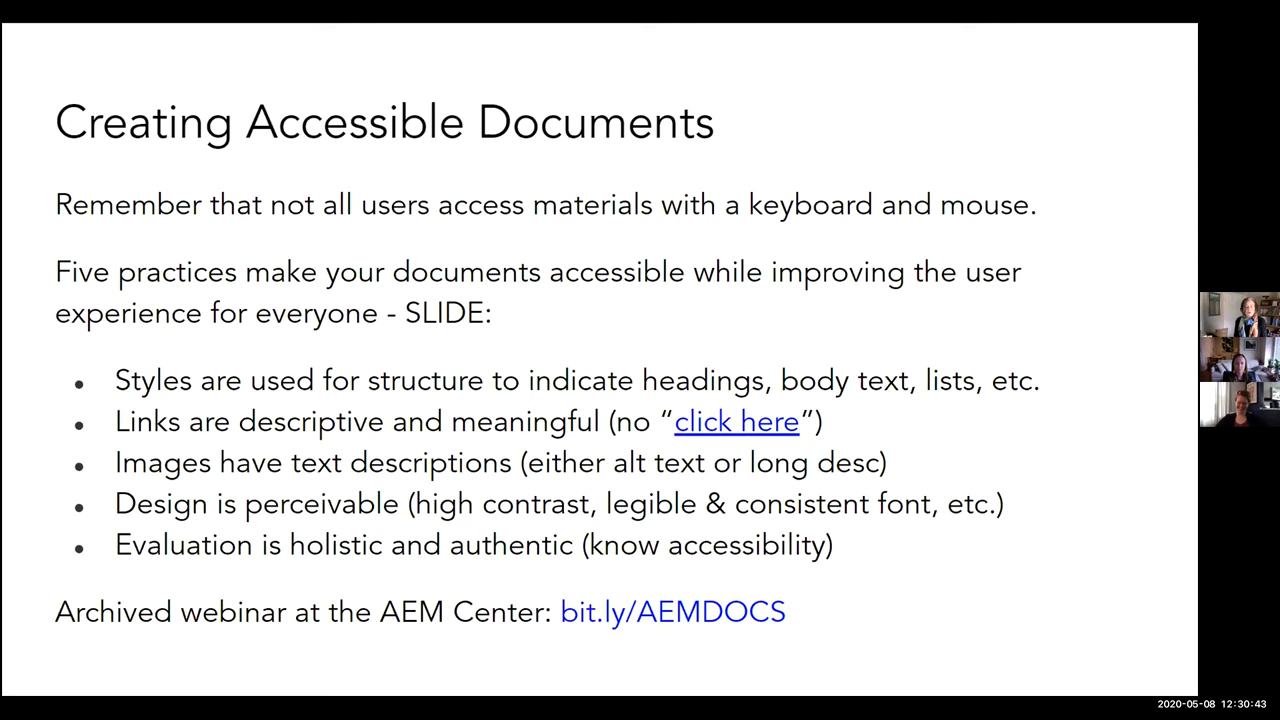 Creating Accessible Documents
Remember that not all users access materials with a keyboard and mouse.
Five practices make your documents accessible while improving the user
experience for everyone - SLIDE:
• Styles are used for structure to indicate headings, body text, lists, etc.
• Links are descriptive and meaningful (no “click here”)
• Images have text descriptions (either alt text or long desc)
• Design is perceivable (high contrast, legible & consistent font, etc.)
• Evaluation is holistic and authentic (know accessibility)
Archived webinar at the AEM Center: bit.ly/AEMDOCS
2020-05-08 12:30:43